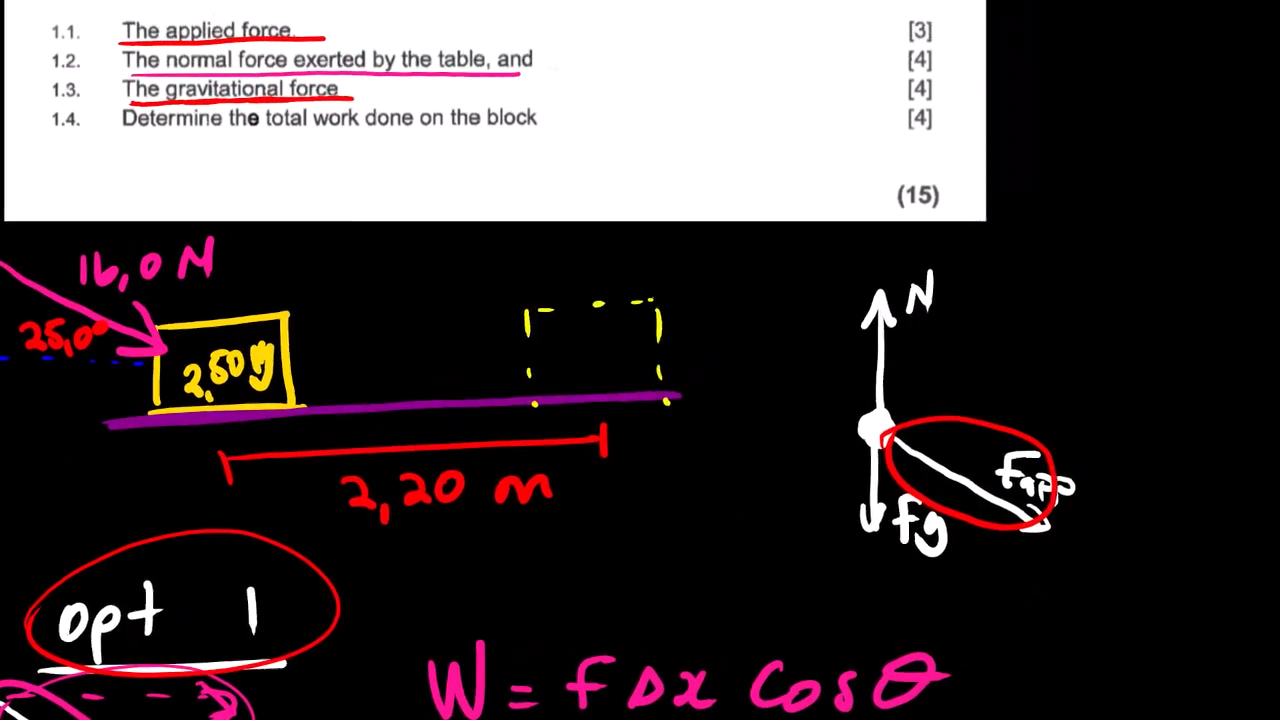 1.1. The applied force. [3]
1.2. The normal force exerted by the table, and [4]
1.3. The gravitational force [4]
1.4. Determine the total work done on the block [4]
(15)
16,0 N
25,0°
2,50 kg
2,20 m
N
Fapp
Fg
opt 1
W = F Δx cos θ